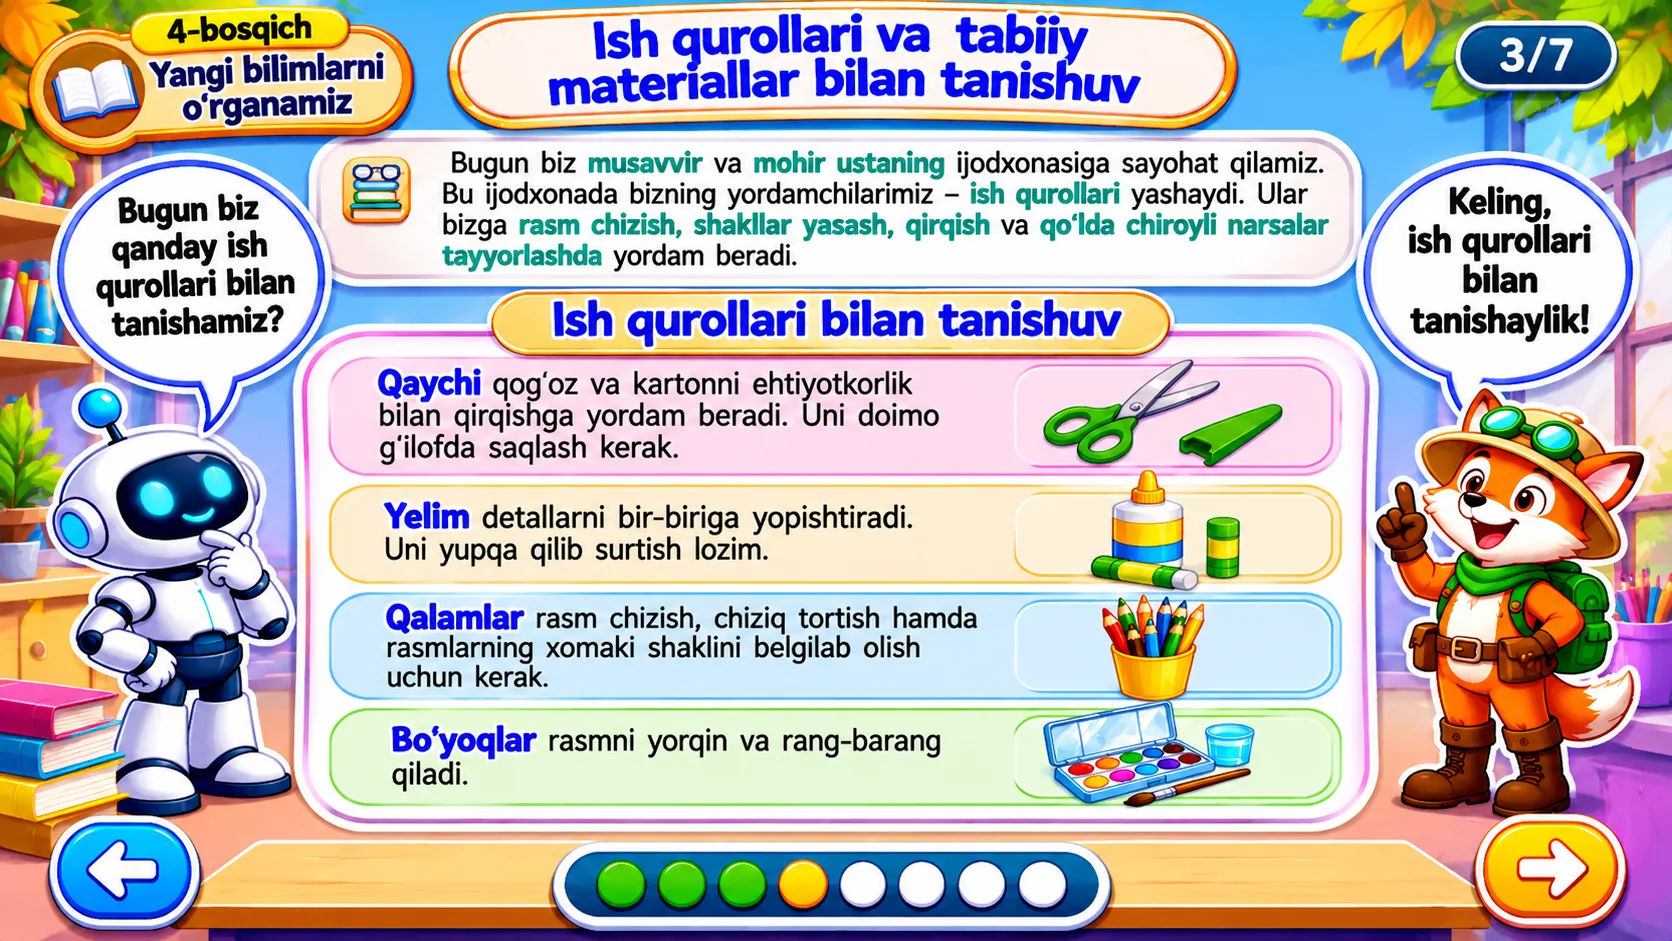 4-bosqich
Yangi bilimlarni
o‘rganamiz
Ish qurollari va tabiiy
materiallar bilan tanishuv
3/7
Bugun biz musavvir va mohir ustaning ijodxonasiga sayohat qilamiz.
Bu ijodxonada bizning yordamchilarimiz – ish qurollari yashaydi. Ular
bizga rasm chizish, shakllar yasash, qirqish va qo‘lda chiroyli narsalar
tayyorlashda yordam beradi.
Bugun biz
qanday ish
qurollari bilan
tanishamiz?
Keling,
ish qurollari
bilan
tanishaylik!
Ish qurollari bilan tanishuv
Qaychi qog‘oz va kartonni ehtiyotkorlik
bilan qirqishga yordam beradi. Uni doimo
g‘ilofda saqlash kerak.
Yelim detallarni bir-biriga yopishtiradi.
Uni yupqa qilib surtish lozim.
Qalamlar rasm chizish, chiziq tortish hamda
rasmlarning xomaki shaklini belgilab olish
uchun kerak.
Bo‘yoqlar rasmni yorqin va rang-barang
qiladi.